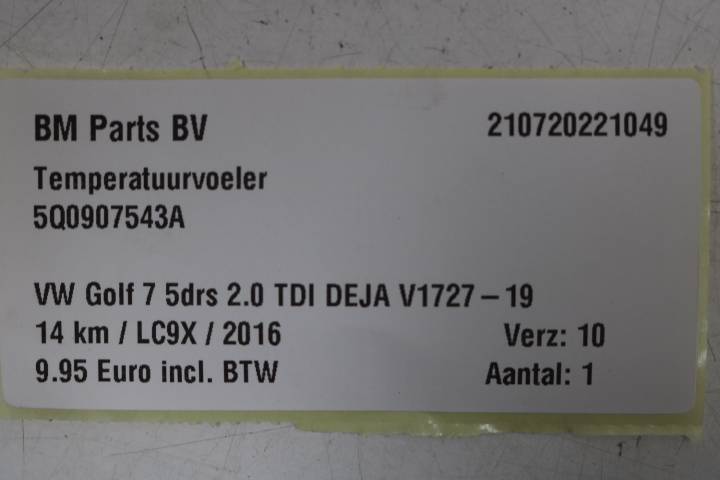 BM Parts BV 210720221049
Temperatuurvoeler
5Q0907543A
VW Golf 7 5drs 2.0 TDI DEJA V1727 – 19
14 km / LC9X / 2016 Verz: 10
9.95 Euro incl. BTW Aantal: 1